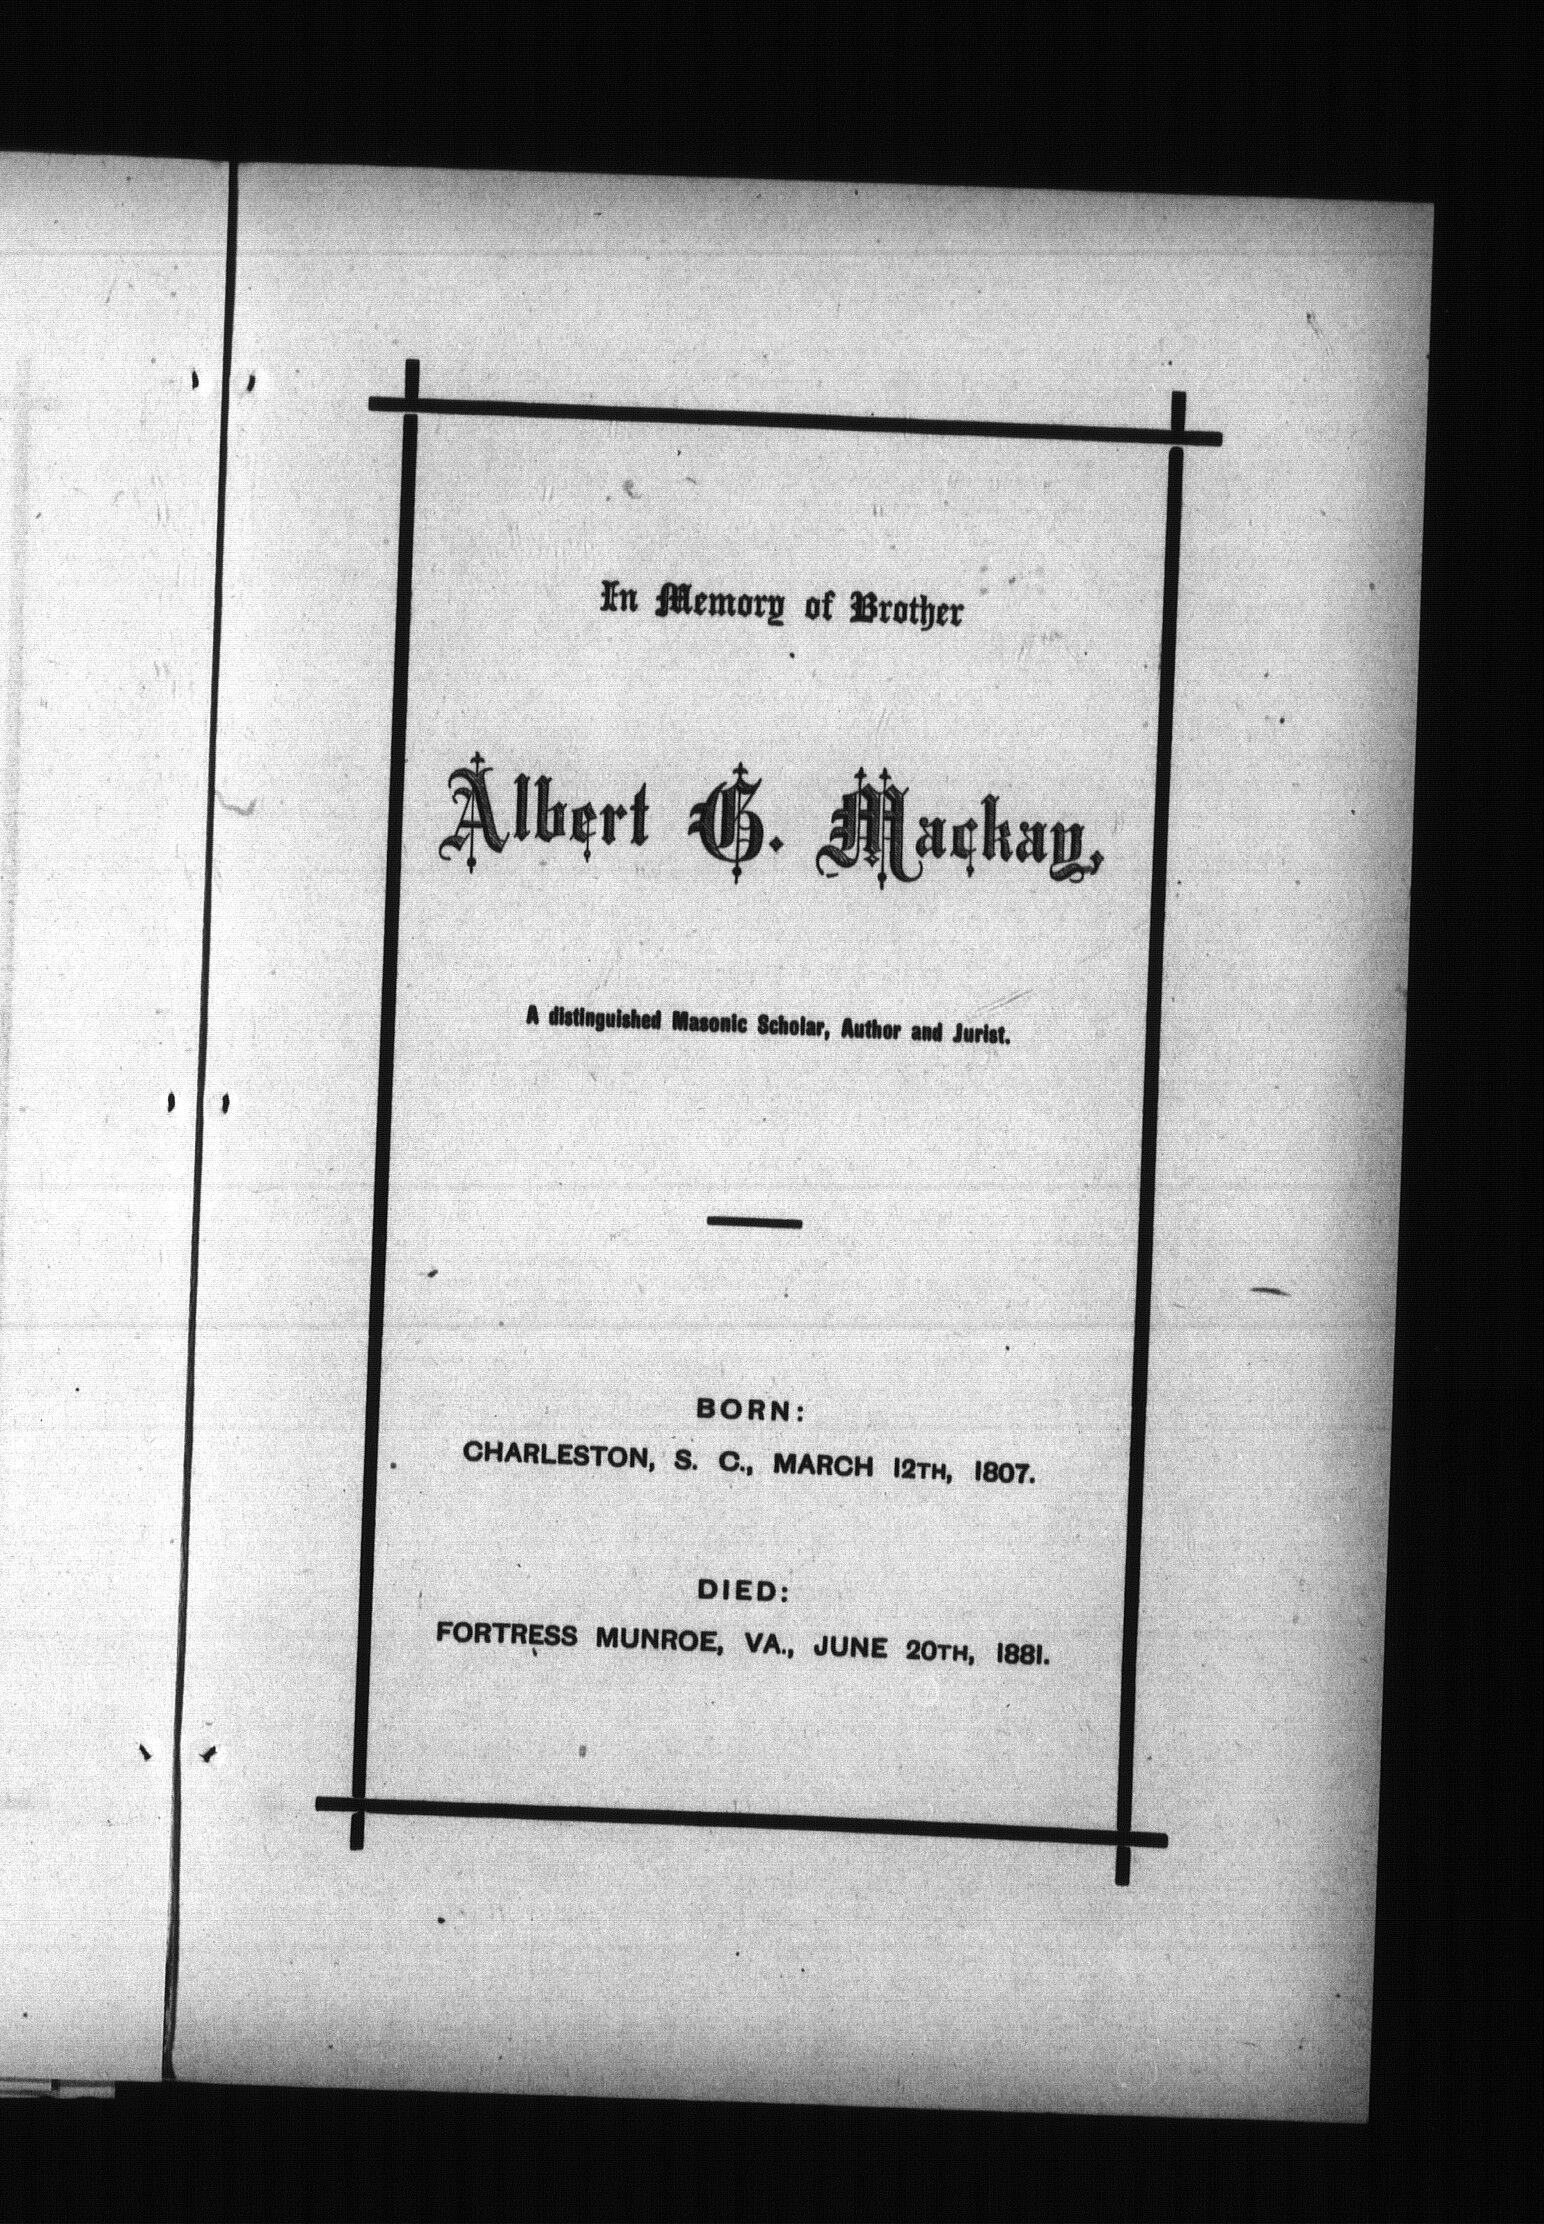 In Memory of Brother
Albert G. Mackay,
A distinguished Masonic Scholar, Author and Jurist.
BORN:
CHARLESTON, S. C., MARCH 12TH, 1807.
DIED:
FORTRESS MUNROE, VA., JUNE 20TH, 1881.